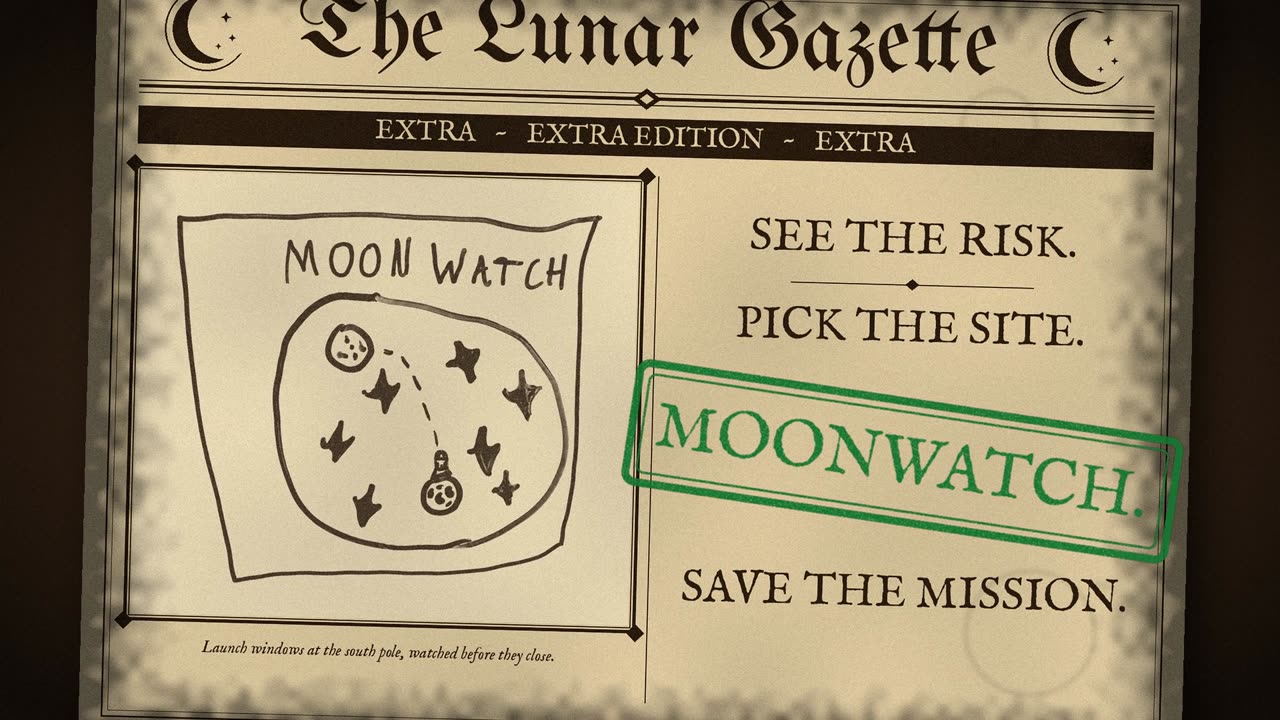 The Lunar Gazette
EXTRA ~ EXTRA EDITION ~ EXTRA
MOON WATCH
Launch windows at the south pole, watched before they close.
SEE THE RISK.
PICK THE SITE.
MOONWATCH.
SAVE THE MISSION.